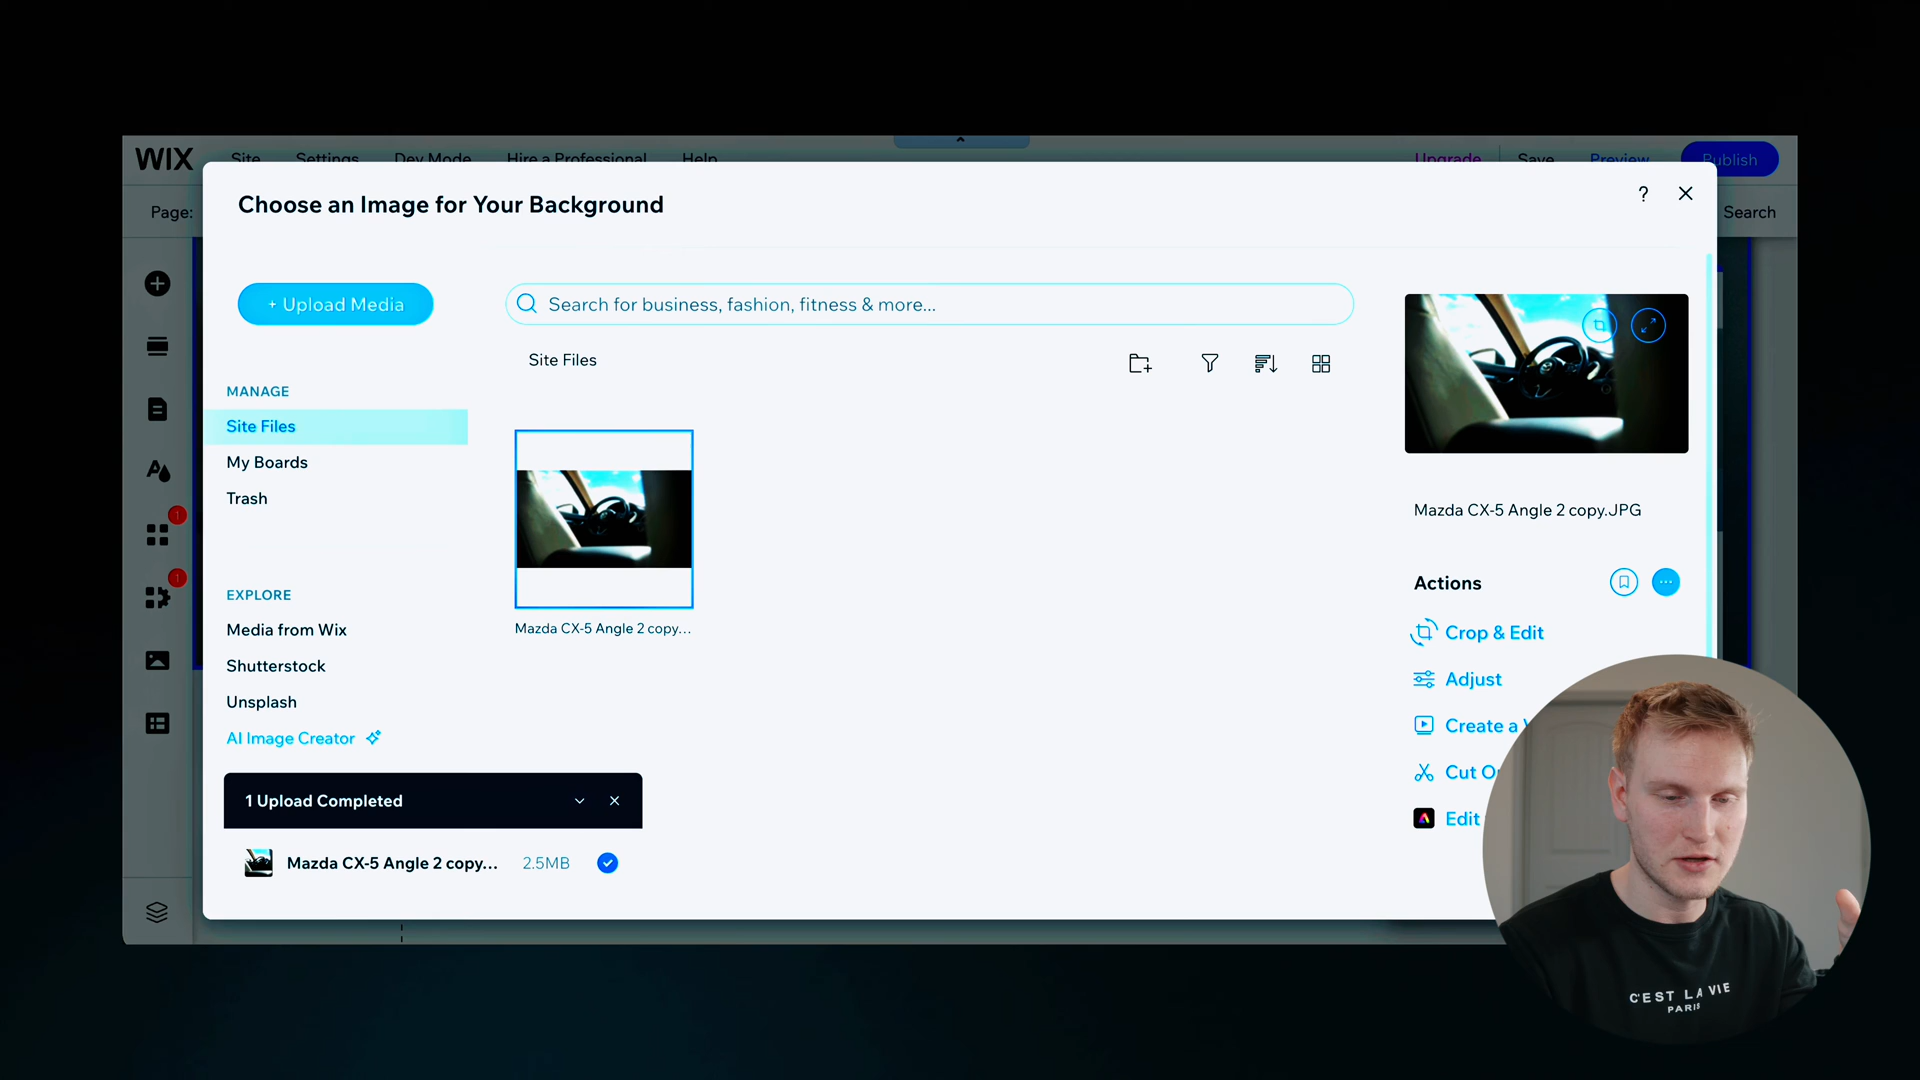 WIX Site Settings Dev Mode Hire a Professional Help Upgrade Save Preview Publish
Page: Search
Choose an Image for Your Background ?
+ Upload Media
Search for business, fashion, fitness & more...
Site Files
MANAGE
Site Files
My Boards
Trash
1
1
EXPLORE
Media from Wix
Shutterstock
Unsplash
AI Image Creator
Mazda CX-5 Angle 2 copy...
1 Upload Completed
Mazda CX-5 Angle 2 copy... 2.5MB
Mazda CX-5 Angle 2 copy.JPG
Actions
Crop & Edit
Adjust
Create a
Cut
Edit
C'EST LA VIE
PARIS